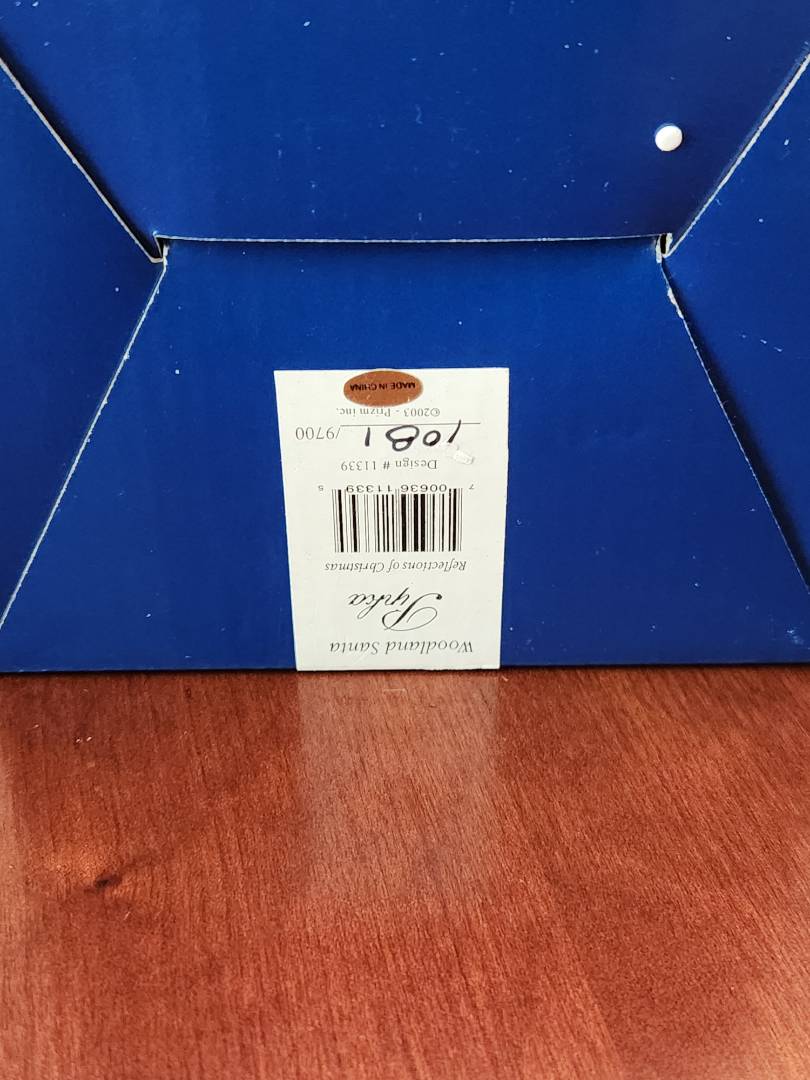 Woodland Santa
Pipka
Reflections of Christmas
7 00636 11339 5
Design # 11339
1081 /9700
©2003 - Prizm inc.
MADE IN CHINA